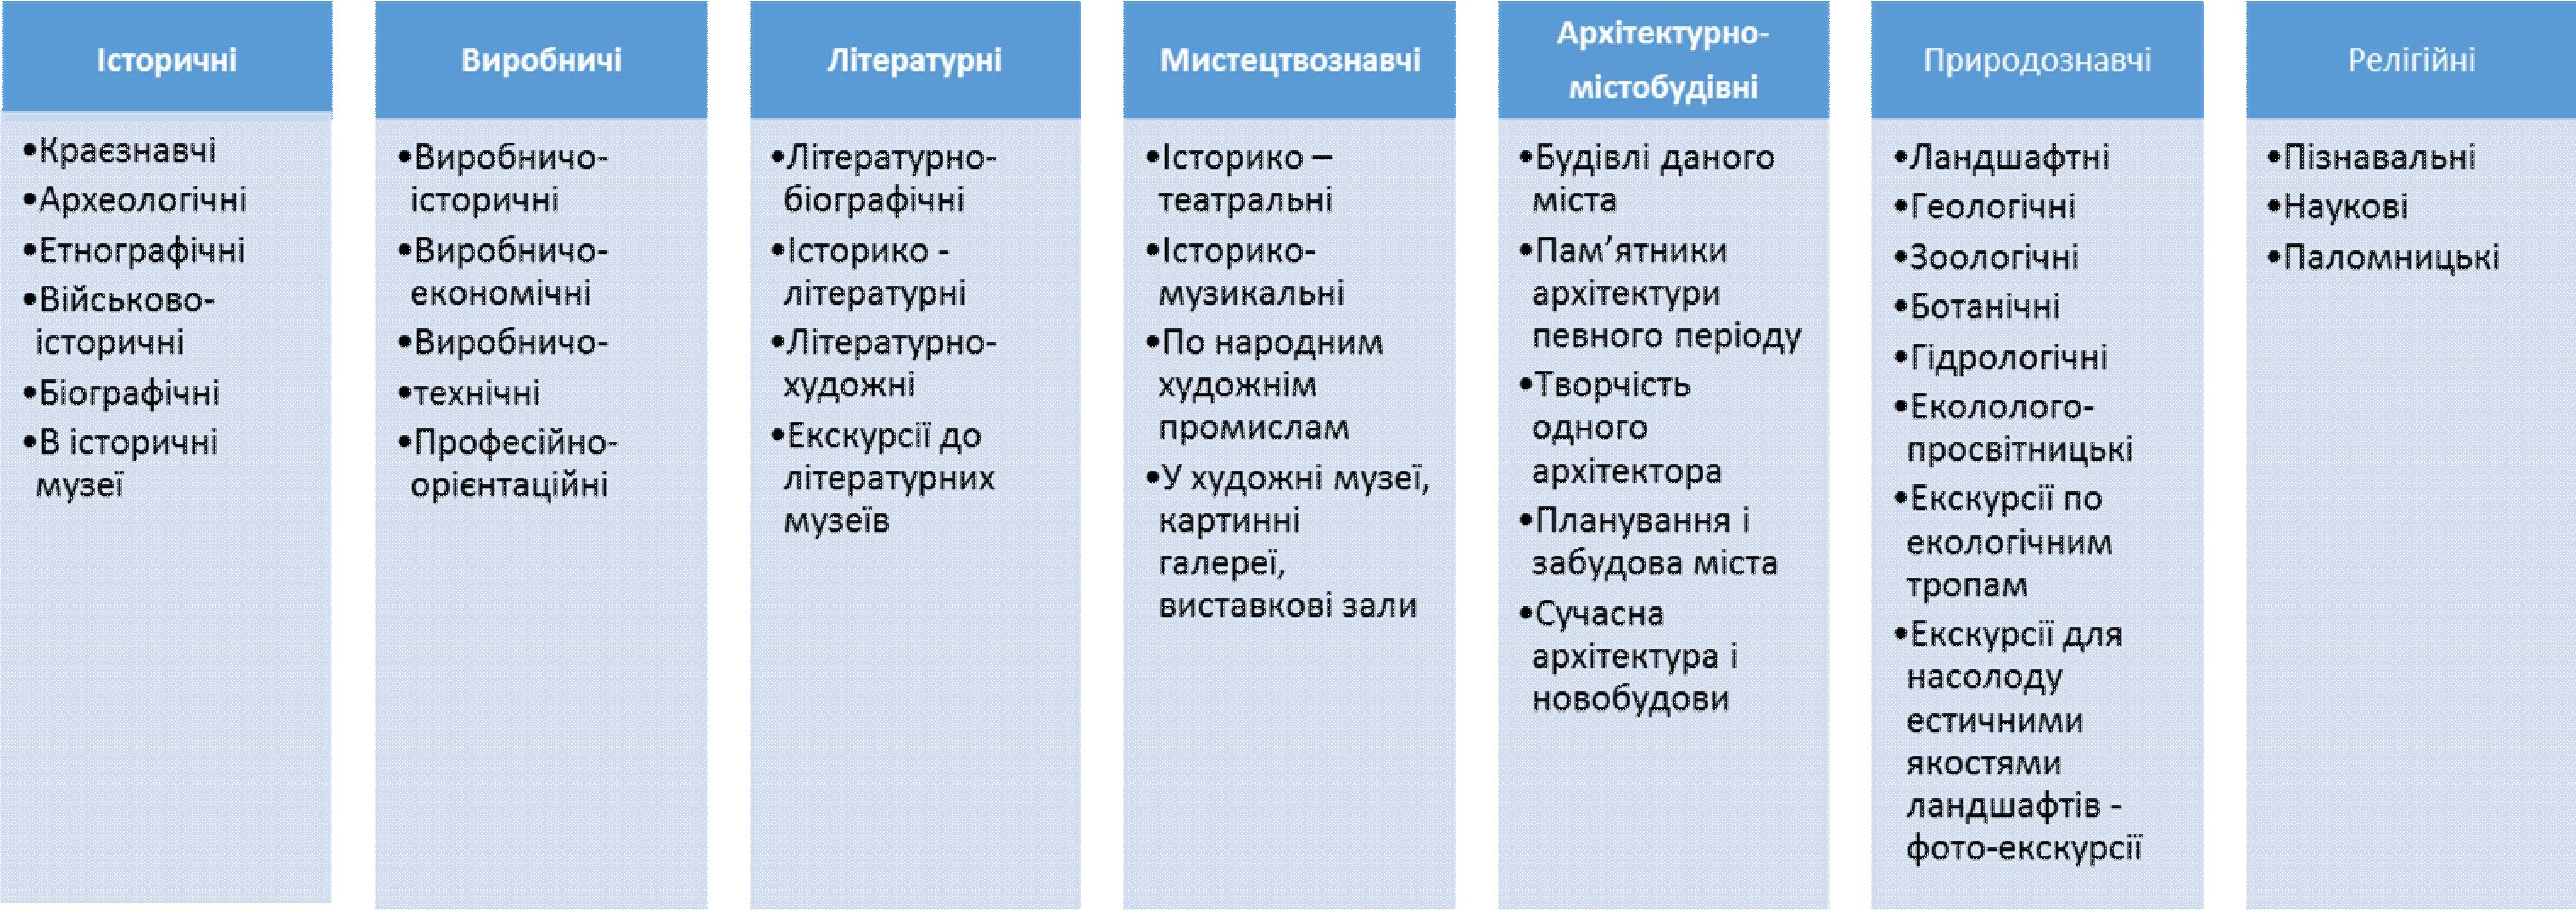 Історичні
•Краєзнавчі
•Археологічні
•Етнографічні
•Військово-
історичні
•Біографічні
•В історичні
музеї
Виробничі
•Виробничо-
історичні
•Виробничо-
економічні
•Виробничо-
•технічні
•Професійно-
орієнтаційні
Літературні
•Літературно-
біографічні
•Історико -
літературні
•Літературно-
художні
•Екскурсії до
літературних
музеїв
Мистецтвознавчі
•Історико –
театральні
•Історико-
музикальні
•По народним
художнім
промислам
•У художні музеї,
картинні
галереї,
виставкові зали
Архітектурно-
містобудівні
•Будівлі даного
міста
•Пам’ятники
архітектури
певного періоду
•Творчість
одного
архітектора
•Планування і
забудова міста
•Сучасна
архітектура і
новобудови
Природознавчі
•Ландшафтні
•Геологічні
•Зоологічні
•Ботанічні
•Гідрологічні
•Екололого-
просвітницькі
•Екскурсії по
екологічним
тропам
•Екскурсії для
насолоду
естичними
якостями
ландшафтів -
фото-екскурсії
Релігійні
•Пізнавальні
•Наукові
•Паломницькі